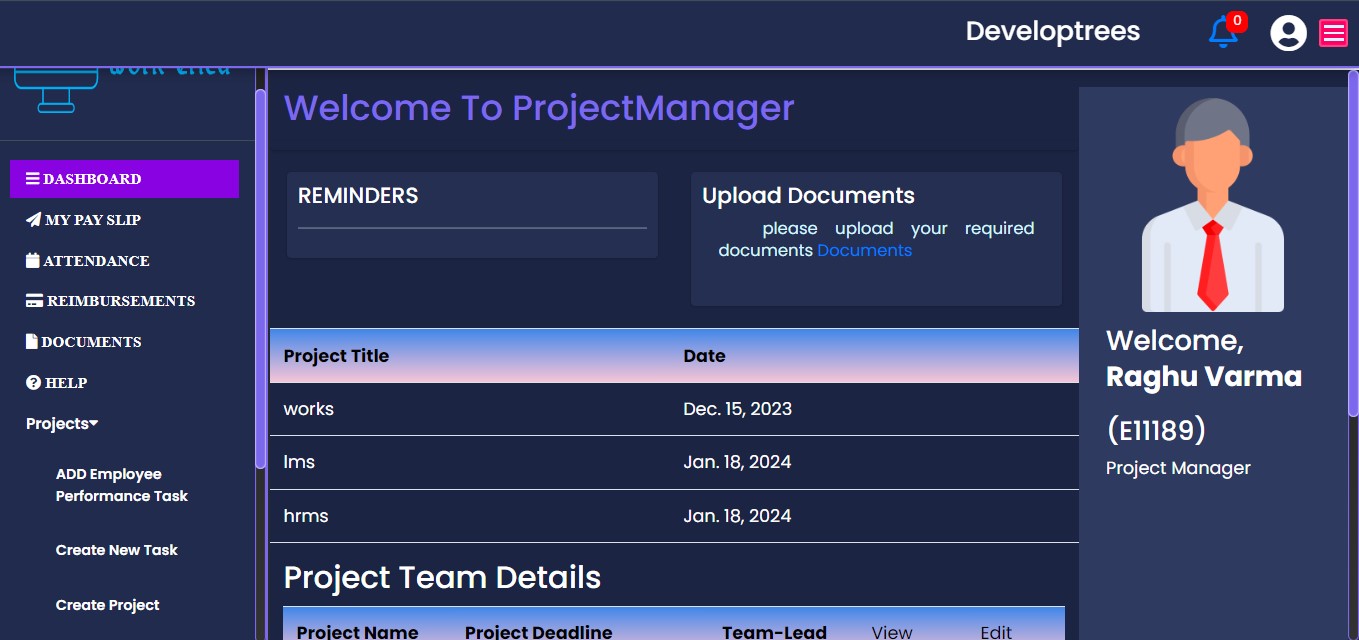 Developtrees
0
Welcome To ProjectManager
DASHBOARD
MY PAY SLIP
ATTENDANCE
REIMBURSEMENTS
DOCUMENTS
HELP
Projects
ADD Employee
Performance Task
Create New Task
Create Project
REMINDERS
Upload Documents
please upload your required
documents Documents
Project Title Date
works Dec. 15, 2023
lms Jan. 18, 2024
hrms Jan. 18, 2024
Project Team Details
Project Name Project Deadline Team-Lead View Edit
Welcome,
Raghu Varma
(E11189)
Project Manager